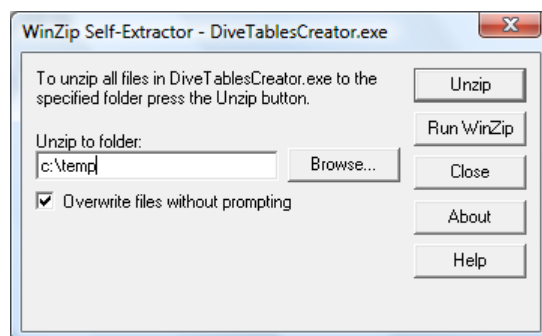 WinZip Self-Extractor - DiveTablesCreator.exe
To unzip all files in DiveTablesCreator.exe to the
specified folder press the Unzip button.
Unzip to folder:
c:\temp
Browse...
Overwrite files without prompting
Unzip
Run WinZip
Close
About
Help